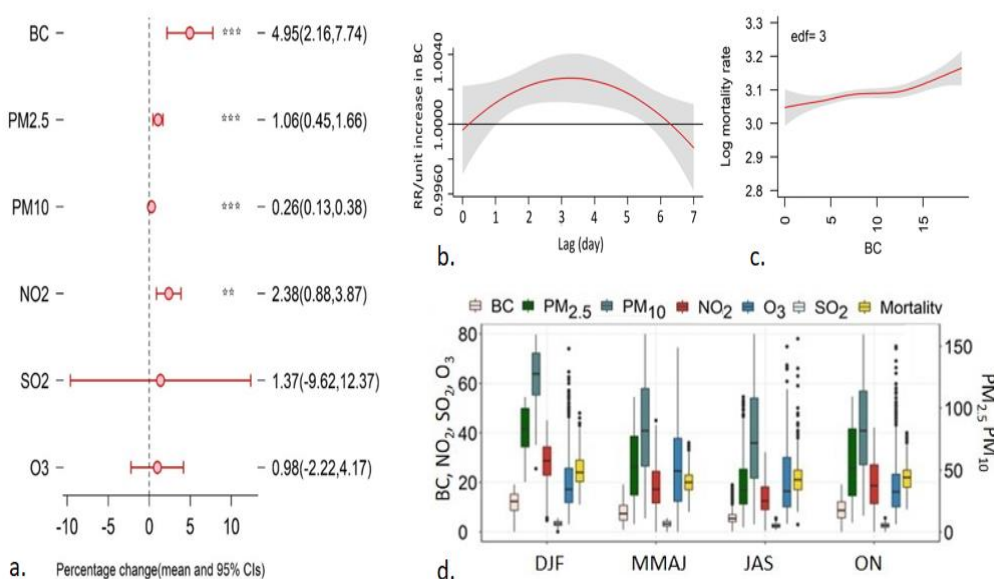 BC
*** 4.95(2.16,7.74)
PM2.5
*** 1.06(0.45,1.66)
PM10
*** 0.26(0.13,0.38)
NO2
** 2.38(0.88,3.87)
SO2
1.37(-9.62,12.37)
O3
0.98(-2.22,4.17)
-10 -5 0 5 10
a. Percentage change(mean and 95% CIs)
RR/unit increase in BC
0.9960 1.0000 1.0040
0 1 2 3 4 5 6 7
Lag (day)
b.
edf= 3
Log mortality rate
3.3
3.2
3.1
3.0
2.9
2.8
0 5 10 15
BC
c.
BC PM2.5 PM10 NO2 O3 SO2 Mortality
BC, NO2, SO2, O3
80
60
40
20
0
PM2.5 PM10
150
100
50
0
DJF MMAJ JAS ON
d.